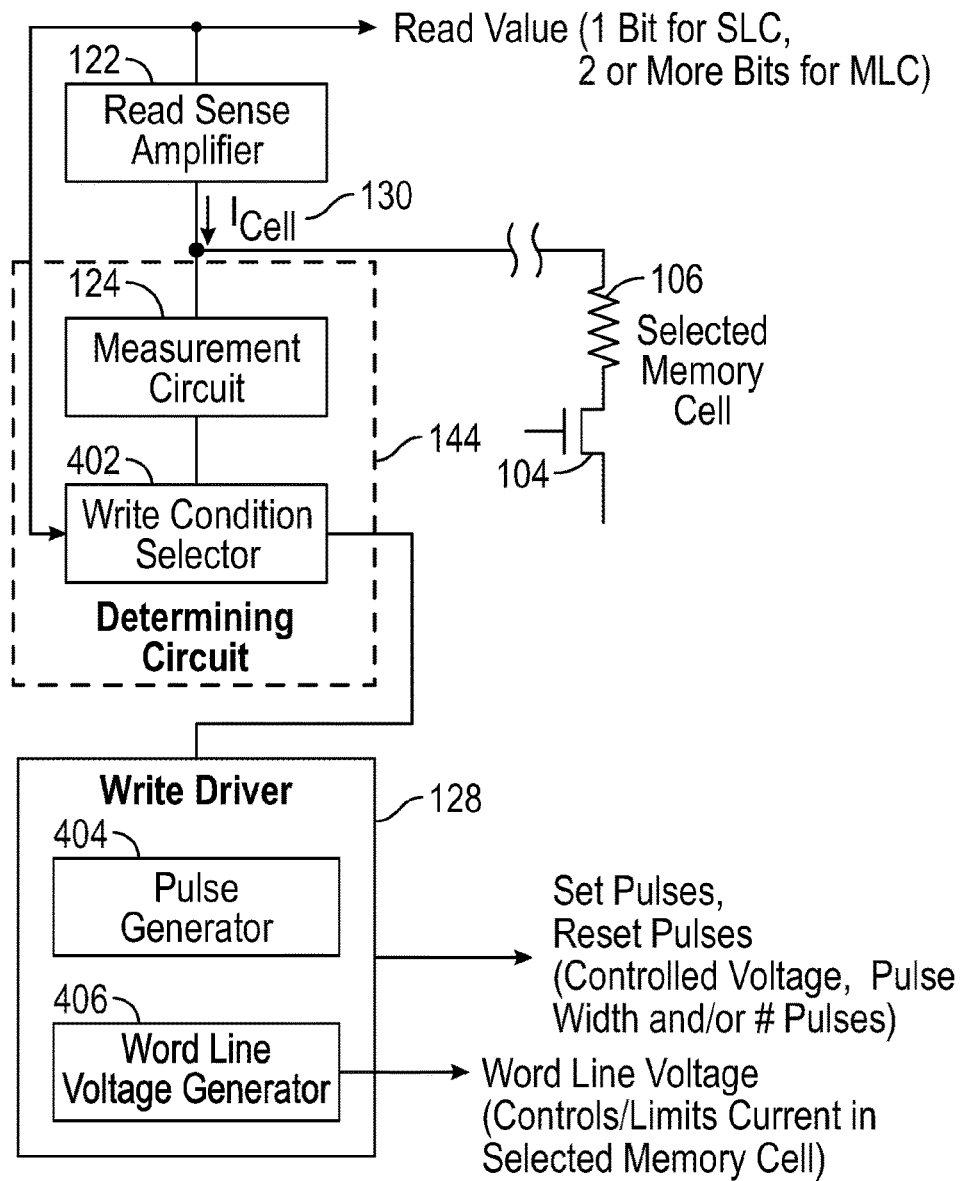 Read Value (1 Bit for SLC,
2 or More Bits for MLC)
122
Read Sense
Amplifier
130
ICell
124
Measurement
Circuit
106
Selected
Memory
Cell
144
104
402
Write Condition
Selector
Determining
Circuit
Write Driver
128
404
Pulse
Generator
Set Pulses,
Reset Pulses
(Controlled Voltage, Pulse
Width and/or # Pulses)
406
Word Line
Voltage Generator
Word Line Voltage
(Controls/Limits Current in
Selected Memory Cell)